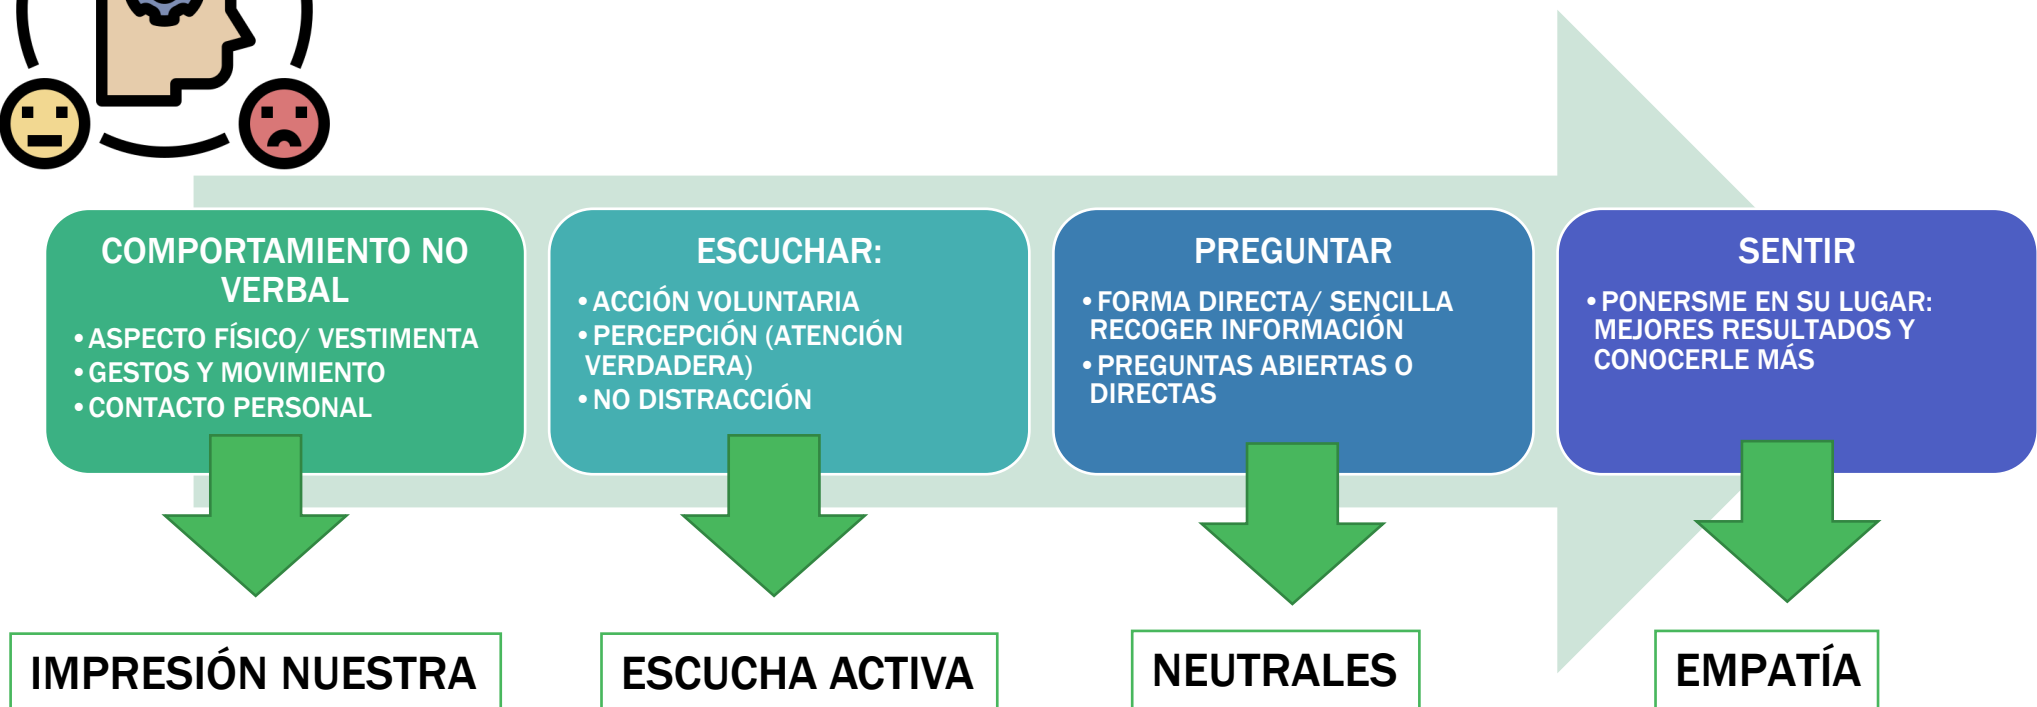 COMPORTAMIENTO NO
VERBAL
• ASPECTO FÍSICO/ VESTIMENTA
• GESTOS Y MOVIMIENTO
• CONTACTO PERSONAL
ESCUCHAR:
• ACCIÓN VOLUNTARIA
• PERCEPCIÓN (ATENCIÓN
VERDADERA)
• NO DISTRACCIÓN
PREGUNTAR
• FORMA DIRECTA/ SENCILLA
RECOGER INFORMACIÓN
• PREGUNTAS ABIERTAS O
DIRECTAS
SENTIR
• PONERSME EN SU LUGAR:
MEJORES RESULTADOS Y
CONOCERLE MÁS
IMPRESIÓN NUESTRA
ESCUCHA ACTIVA
NEUTRALES
EMPATÍA